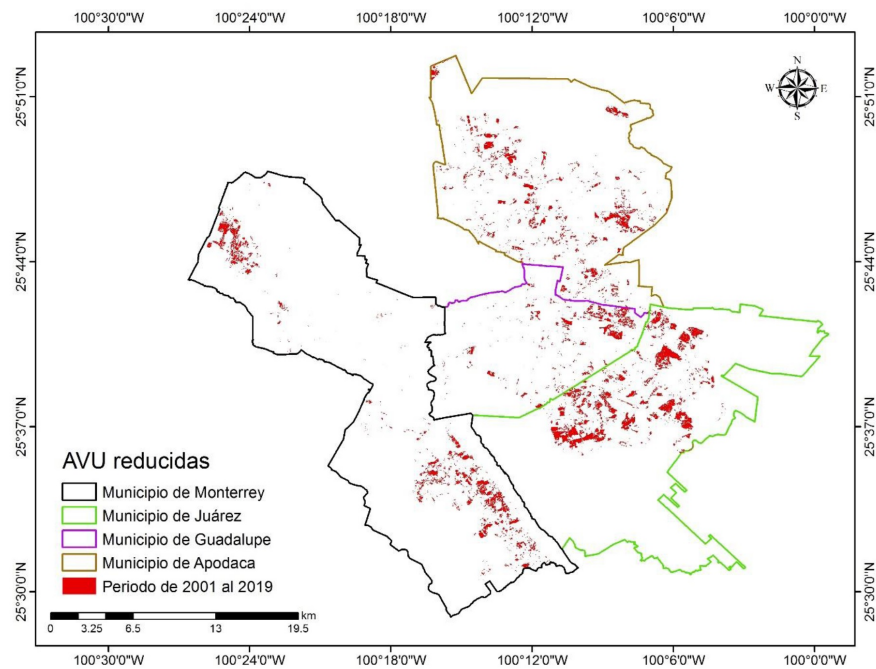 100°30'0"W 100°24'0"W 100°18'0"W 100°12'0"W 100°6'0"W 100°0'0"W
N
W E
S
25°51'0"N 25°51'0"N
25°44'0"N 25°44'0"N
25°37'0"N 25°37'0"N
AVU reducidas
Municipio de Monterrey
Municipio de Juárez
Municipio de Guadalupe
Municipio de Apodaca
Periodo de 2001 al 2019
25°30'0"N 25°30'0"N
km
0 3.25 6.5 13 19.5
100°30'0"W 100°24'0"W 100°18'0"W 100°12'0"W 100°6'0"W 100°0'0"W